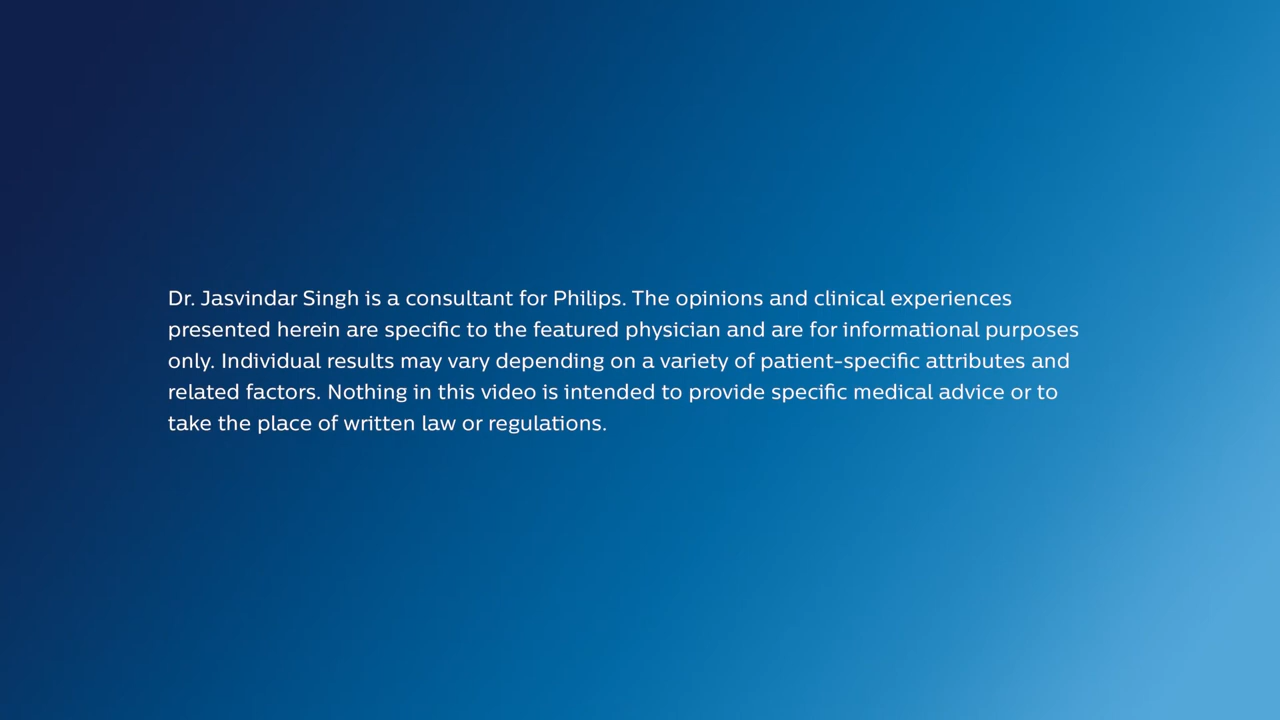 Dr. Jasvindar Singh is a consultant for Philips. The opinions and clinical experiences
presented herein are specific to the featured physician and are for informational purposes
only. Individual results may vary depending on a variety of patient-specific attributes and
related factors. Nothing in this video is intended to provide specific medical advice or to
take the place of written law or regulations.